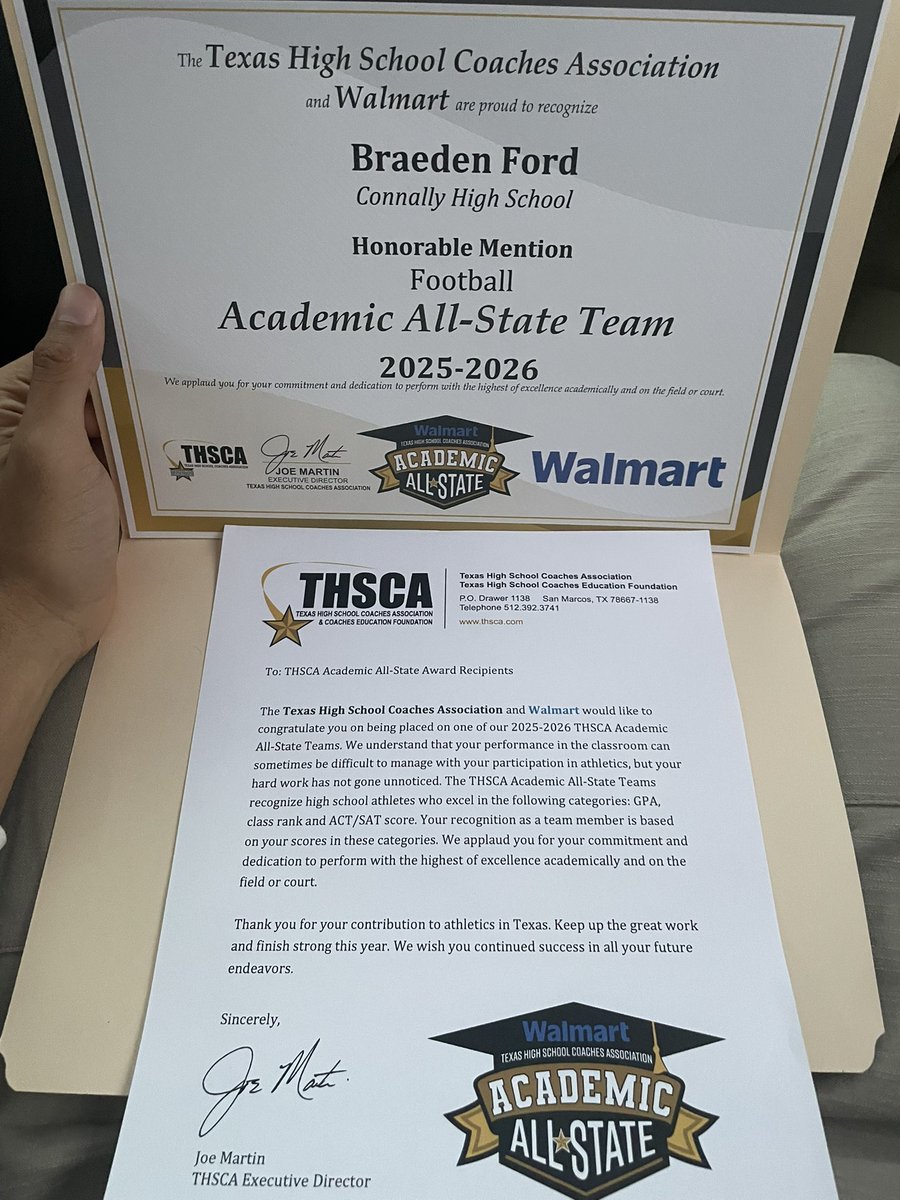 The Texas High School Coaches Association
and Walmart are proud to recognize
Braeden Ford
Connally High School
Honorable Mention
Football
Academic All-State Team
2025-2026
We applaud you for your commitment and dedication to perform with the highest of excellence academically and on the field or court.
THSCA
TEXAS HIGH SCHOOL COACHES ASSOCIATION
Joe Martin
JOE MARTIN
EXECUTIVE DIRECTOR
TEXAS HIGH SCHOOL COACHES ASSOCIATION
Walmart
TEXAS HIGH SCHOOL COACHES ASSOCIATION
ACADEMIC
ALL STATE
Walmart
THSCA
TEXAS HIGH SCHOOL COACHES ASSOCIATION
& COACHES EDUCATION FOUNDATION
Texas High School Coaches Association
Texas High School Coaches Education Foundation
P.O. Drawer 1138 San Marcos, TX 78667-1138
Telephone 512.392.3741
www.thsca.com
To: THSCA Academic All-State Award Recipients
The Texas High School Coaches Association and Walmart would like to
congratulate you on being placed on one of our 2025-2026 THSCA Academic
All-State Teams. We understand that your performance in the classroom can
sometimes be difficult to manage with your participation in athletics, but your
hard work has not gone unnoticed. The THSCA Academic All-State Teams
recognize high school athletes who excel in the following categories: GPA,
class rank and ACT/SAT score. Your recognition as a team member is based
on your scores in these categories. We applaud you for your commitment and
dedication to perform with the highest of excellence academically and on the
field or court.
Thank you for your contribution to athletics in Texas. Keep up the great work
and finish strong this year. We wish you continued success in all your future
endeavors.
Sincerely,
Joe Martin
Joe Martin
THSCA Executive Director
Walmart
TEXAS HIGH SCHOOL COACHES ASSOCIATION
ACADEMIC
ALL STATE